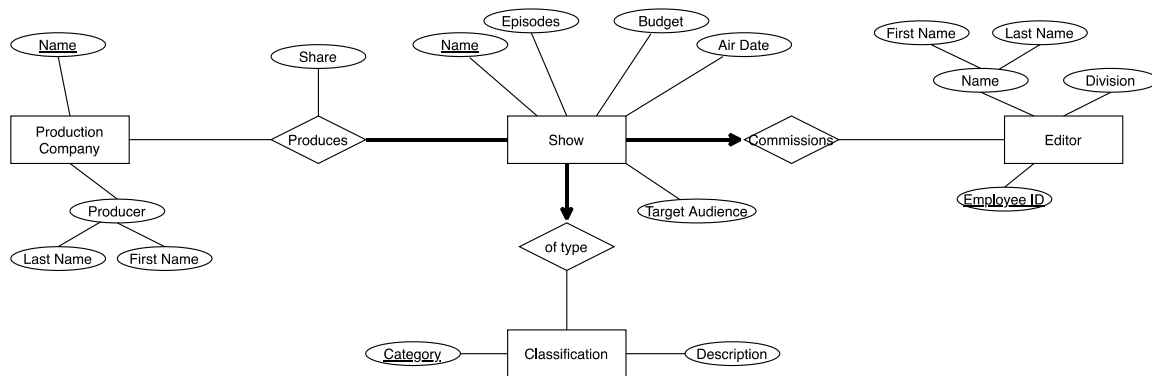 Episodes
Budget
First Name
Last Name
Name
Name
Air Date
Share
Name
Division
Production
Company
Produces
Show
Commissions
Editor
Employee ID
Producer
Target Audience
of type
Last Name
First Name
Category
Classification
Description